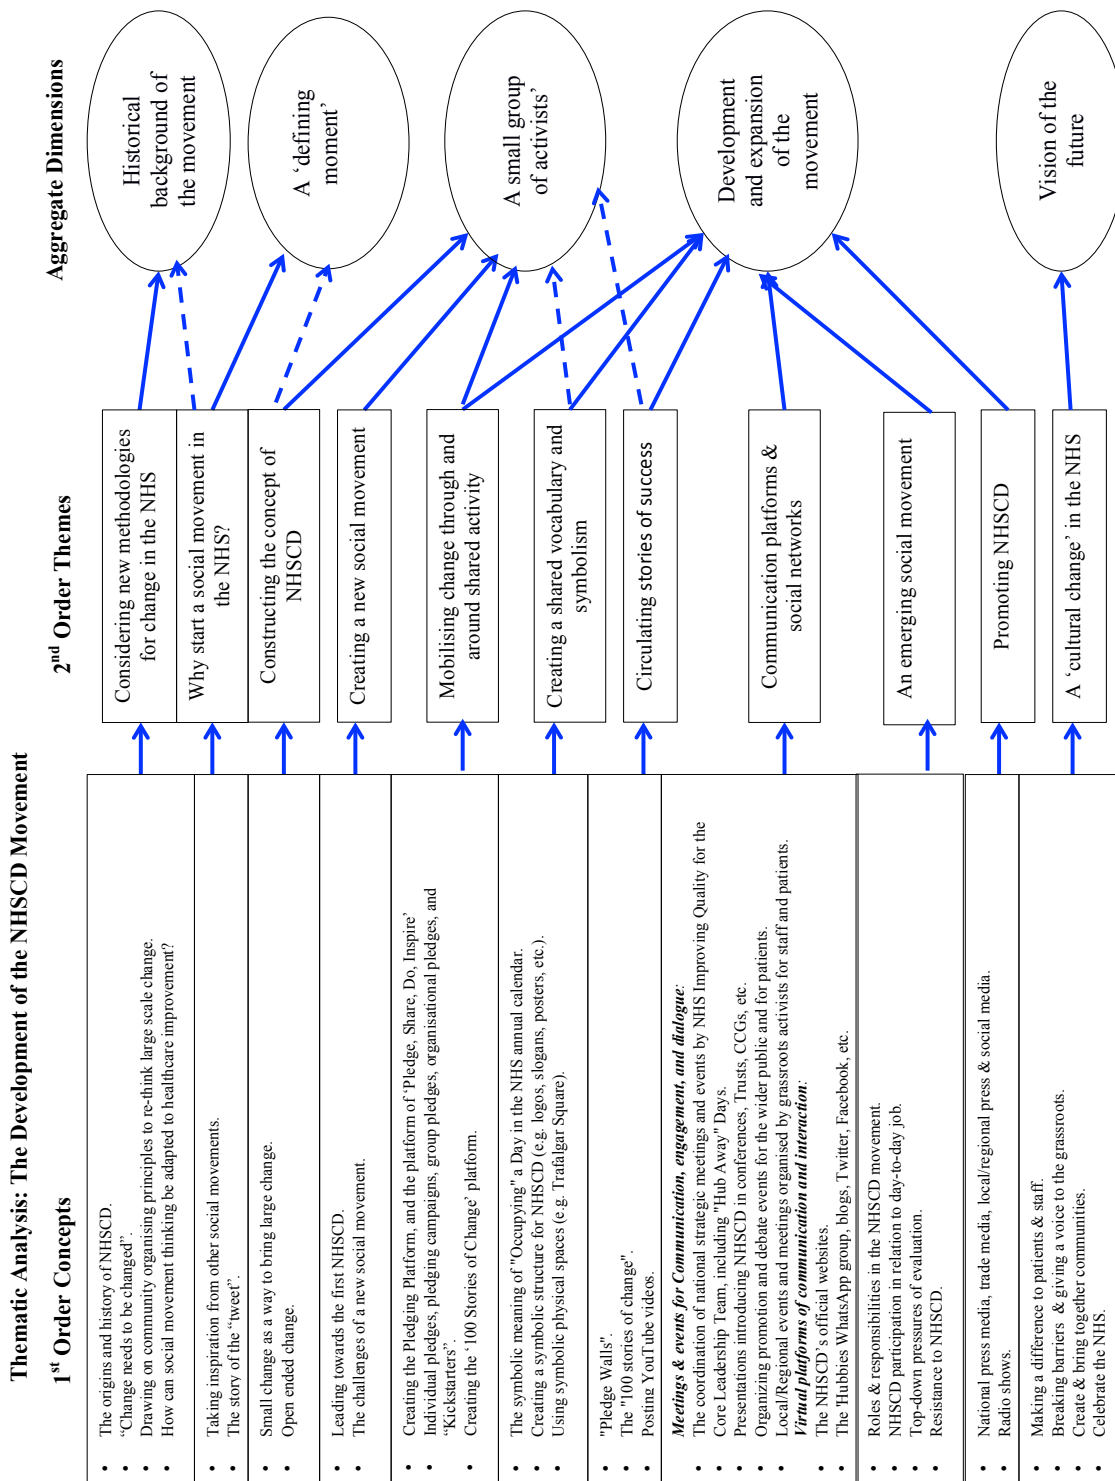 Thematic Analysis: The Development of the NHSCD Movement
1st Order Concepts
2nd Order Themes
Aggregate Dimensions
• The origins and history of NHSCD.
• “Change needs to be changed”.
• Drawing on community organising principles to re-think large scale change.
• How can social movement thinking be adapted to healthcare improvement?
• Taking inspiration from other social movements.
• The story of the “tweet”.
• Small change as a way to bring large change.
• Open ended change.
• Leading towards the first NHSCD.
• The challenges of a new social movement.
• Creating the Pledging Platform, and the platform of ‘Pledge, Share, Do, Inspire’
• Individual pledges, pledging campaigns, group pledges, organisational pledges, and
“Kickstarters”.
• Creating the ‘100 Stories of Change’ platform.
• The symbolic meaning of "Occupying" a Day in the NHS annual calendar.
• Creating a symbolic structure for NHSCD (e.g. logos, slogans, posters, etc.).
• Using symbolic physical spaces (e.g. Trafalgar Square).
• "Pledge Walls".
• The "100 stories of change".
• Posting YouTube videos.
Meetings & events for Communication, engagement, and dialogue:
• The coordination of national strategic meetings and events by NHS Improving Quality for the
Core Leadership Team, including "Hub Away" Days.
• Presentations introducing NHSCD in conferences, Trusts, CCGs, etc.
• Organizing promotion and debate events for the wider public and for patients.
• Local/Regional events and meetings organised by grassroots activists for staff and patients.
Virtual platforms of communication and interaction:
• The NHSCD's official websites.
• The 'Hubbies WhatsApp group, blogs, Twitter, Facebook, etc.
• Roles & responsibilities in the NHSCD movement.
• NHSCD participation in relation to day-to-day job.
• Top-down pressures of evaluation.
• Resistance to NHSCD.
• National press media, trade media, local/regional press & social media.
• Radio shows.
• Making a difference to patients & staff.
• Breaking barriers & giving a voice to the grassroots.
• Create & bring together communities.
• Celebrate the NHS.
Considering new methodologies
for change in the NHS
Why start a social movement in
the NHS?
Constructing the concept of
NHSCD
Creating a new social movement
Mobilising change through and
around shared activity
Creating a shared vocabulary and
symbolism
Circulating stories of success
Communication platforms &
social networks
An emerging social movement
Promoting NHSCD
A ‘cultural change’ in the NHS
Historical
background of
the movement
A ‘defining
moment’
A small group
of activists’
Development
and expansion
of the
movement
Vision of the
future